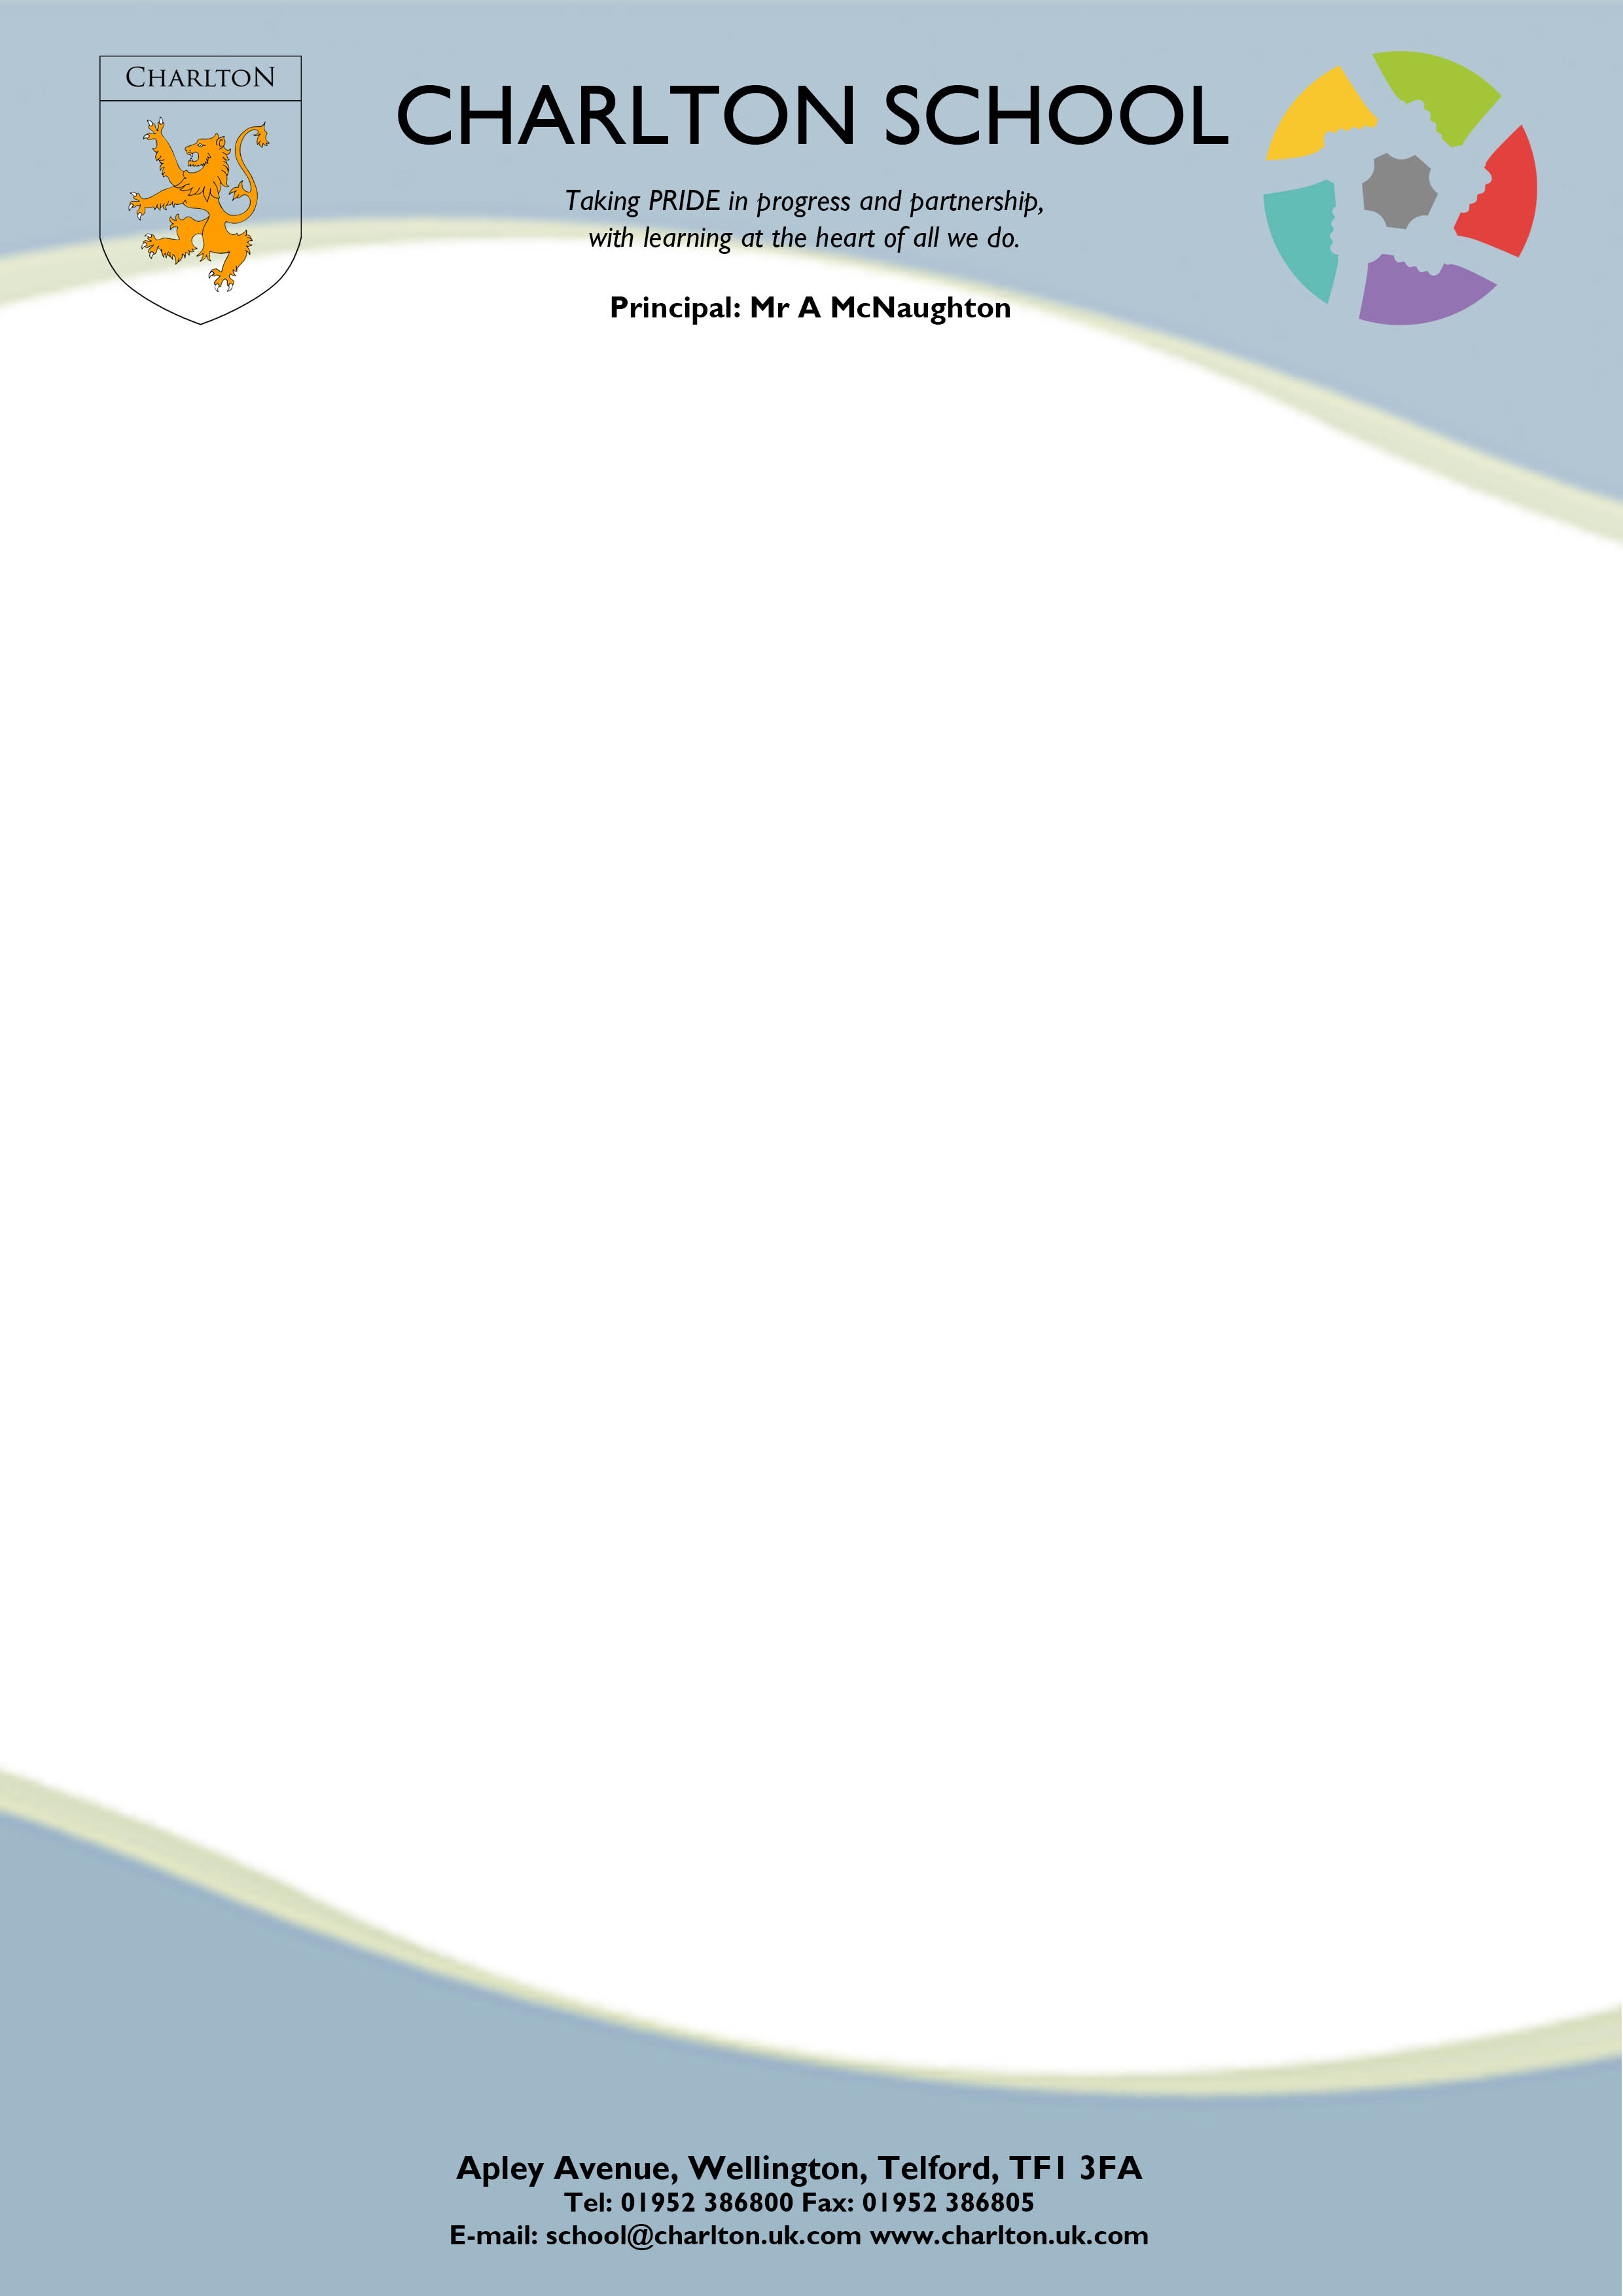 CHARLTON
CHARLTON SCHOOL
Taking PRIDE in progress and partnership,
with learning at the heart of all we do.
Principal: Mr A McNaughton
Apley Avenue, Wellington, Telford, TF1 3FA
Tel: 01952 386800 Fax: 01952 386805
E-mail: school@charlton.uk.com www.charlton.uk.com